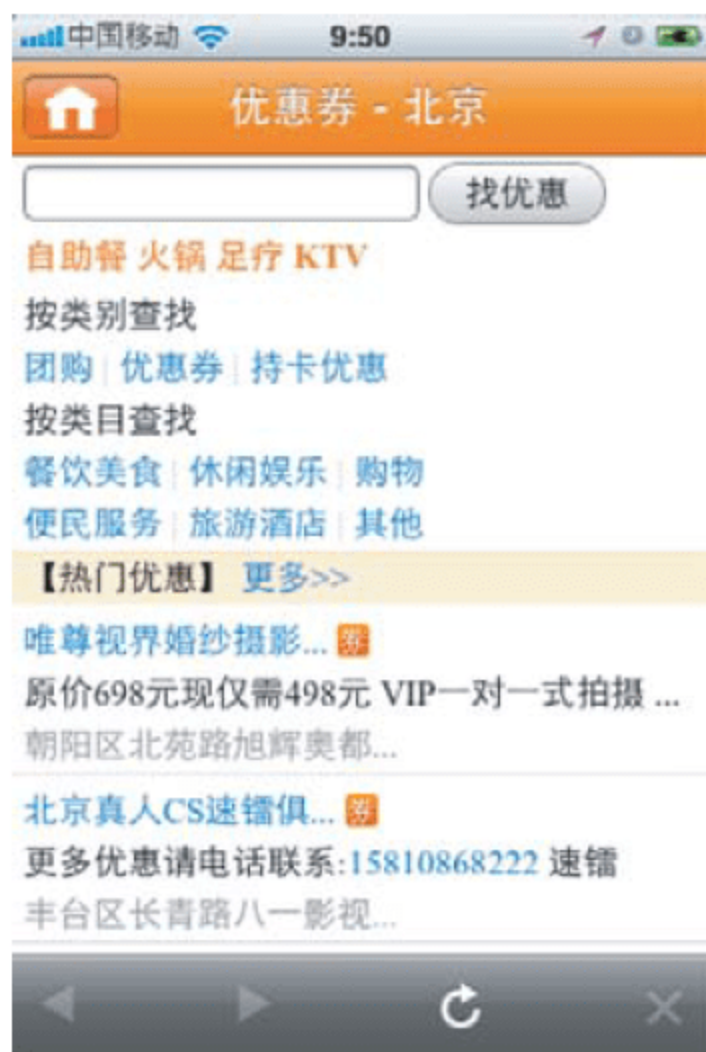 中国移动 9:50
优惠券 - 北京
找优惠
自助餐 火锅 足疗 KTV
按类别查找
团购 | 优惠券 | 持卡优惠
按类目查找
餐饮美食 | 休闲娱乐 | 购物
便民服务 | 旅游酒店 | 其他
【热门优惠】 更多>>
唯尊视界婚纱摄影... 券
原价698元现仅需498元 VIP一对一式拍摄 ...
朝阳区北苑路旭辉奥都...
北京真人CS速镭俱... 券
更多优惠请电话联系:15810868222 速镭
丰台区长青路八一影视...